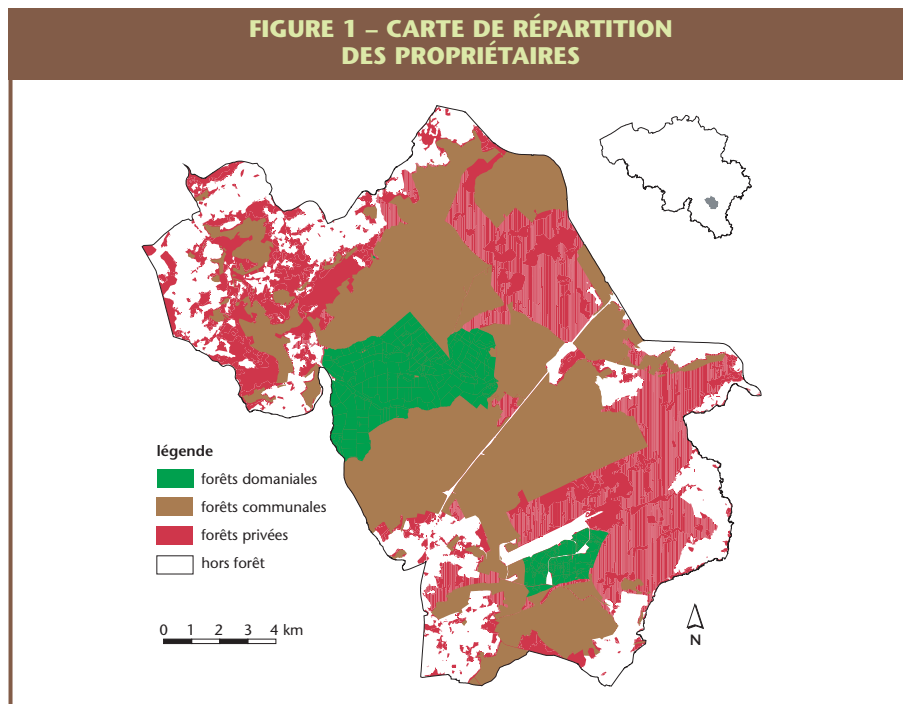 FIGURE 1 – CARTE DE RÉPARTITION
DES PROPRIÉTAIRES
légende
forêts domaniales
forêts communales
forêts privées
hors forêt
0 1 2 3 4 km
N